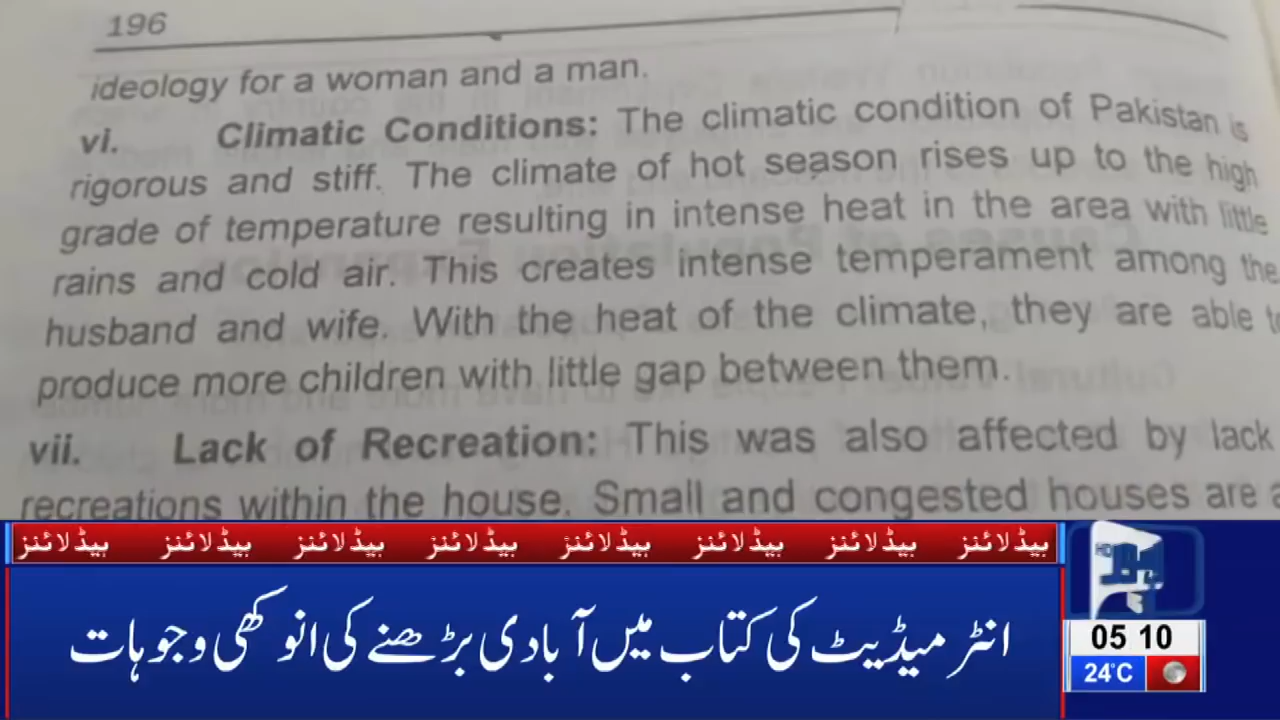 196
ideology for a woman and a man.
vi. Climatic Conditions: The climatic condition of Pakistan is
rigorous and stiff. The climate of hot season rises up to the high
grade of temperature resulting in intense heat in the area with little
rains and cold air. This creates intense temperament among the
husband and wife. With the heat of the climate, they are able to
produce more children with little gap between them.
vii. Lack of Recreation: This was also affected by lack
recreations within the house. Small and congested houses are a
ہیڈلائنز ہیڈلائنز ہیڈلائنز ہیڈلائنز ہیڈلائنز ہیڈلائنز ہیڈلائنز ہیڈلائنز
انٹرمیڈیٹ کی کتاب میں آبادی بڑھنے کی انوکھی وجوہات
HD
05 10
24°C